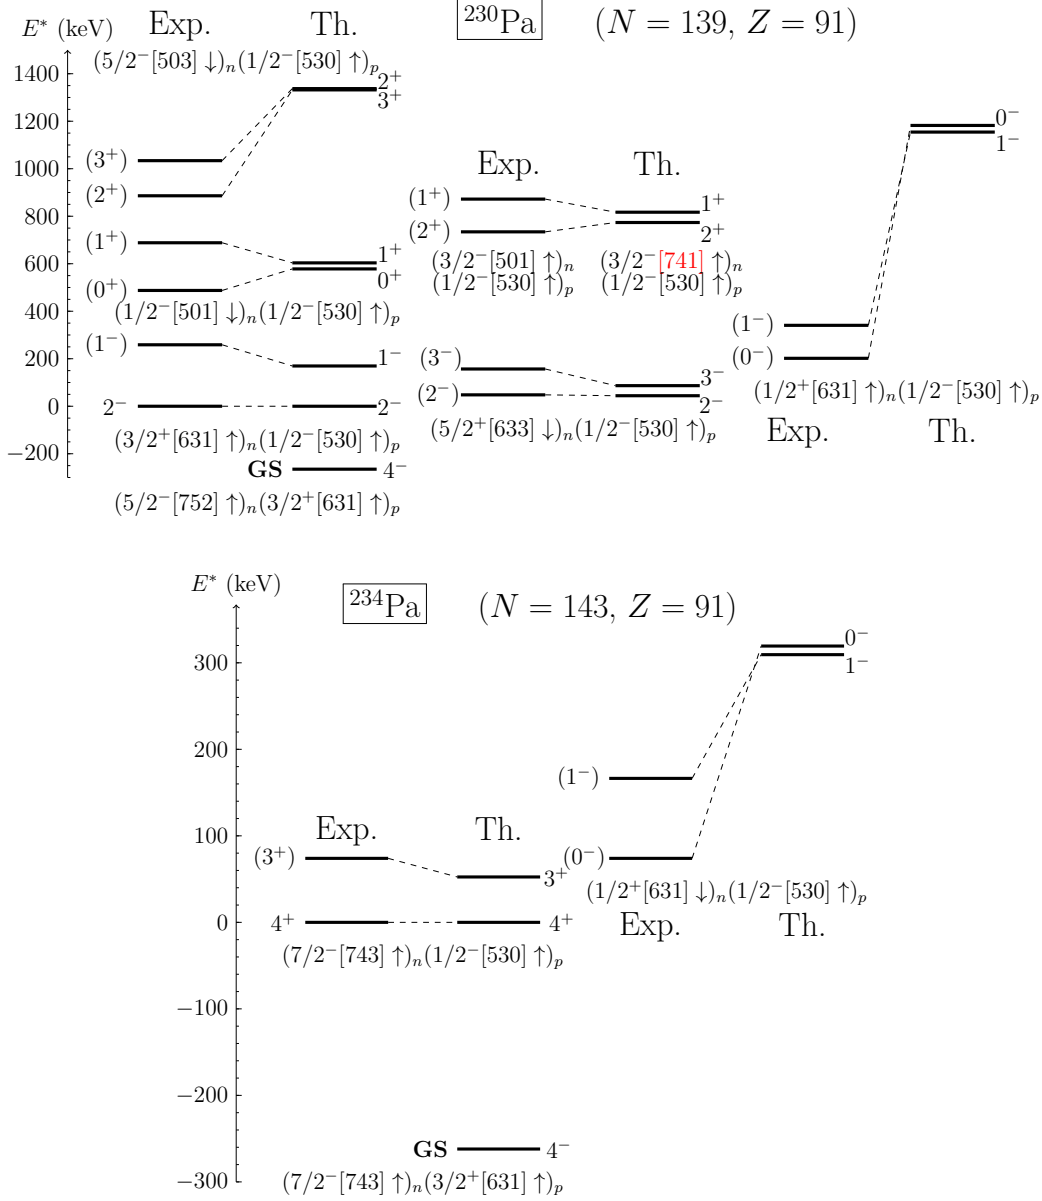 E* (keV) Exp. Th. ²³⁰Pa (N = 139, Z = 91)
(5/2⁻[503] ↓)ₙ(1/2⁻[530] ↑)ₚ
1400
2⁺
3⁺
1200
0⁻
1⁻
1000
(3⁺)
(2⁺)
800
Exp. Th.
(1⁺) 1⁺
(2⁺) 2⁺
(3/2⁻[501] ↑)ₙ (3/2⁻[741] ↑)ₙ
(1/2⁻[530] ↑)ₚ (1/2⁻[530] ↑)ₚ
(1⁺) 1⁺
600
(0⁺) 0⁺
(1/2⁻[501] ↓)ₙ(1/2⁻[530] ↑)ₚ
400
(1⁻) 1⁻
200
(3⁻) 3⁻
(2⁻) 2⁻
(5/2⁺[633] ↓)ₙ(1/2⁻[530] ↑)ₚ
(1⁻)
(0⁻)
(1/2⁺[631] ↑)ₙ(1/2⁻[530] ↑)ₚ
Exp. Th.
0
2⁻ 2⁻
(3/2⁺[631] ↑)ₙ(1/2⁻[530] ↑)ₚ
−200
GS 4⁻
(5/2⁻[752] ↑)ₙ(3/2⁺[631] ↑)ₚ
E* (keV) ²³⁴Pa (N = 143, Z = 91)
300
0⁻
1⁻
200
(1⁻)
100
Exp. Th.
(3⁺) 3⁺
(0⁻)
(1/2⁺[631] ↓)ₙ(1/2⁻[530] ↑)ₚ
Exp. Th.
0
4⁺ 4⁺
(7/2⁻[743] ↑)ₙ(1/2⁻[530] ↑)ₚ
−100
−200
GS 4⁻
−300
(7/2⁻[743] ↑)ₙ(3/2⁺[631] ↑)ₚ